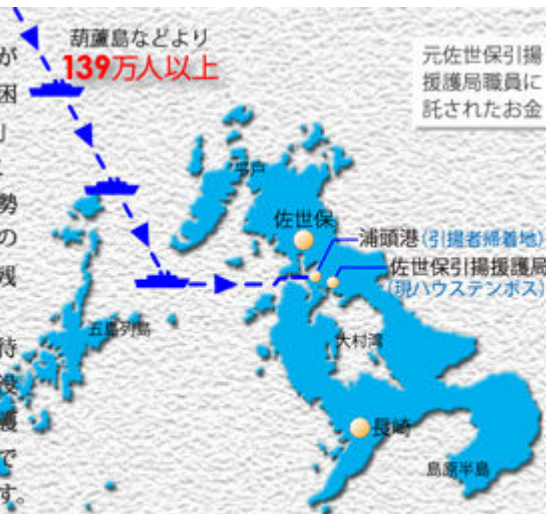 葫蘆島などより
139万人以上
元佐世保引揚
援護局職員に
託されたお金
が
困
」
勢
の
残
待
で
す。
平戸
佐世保
浦頭港(引揚者帰着地)
佐世保引揚援護局
(現ハウステンボス)
五島列島
大村湾
長崎
島原半島